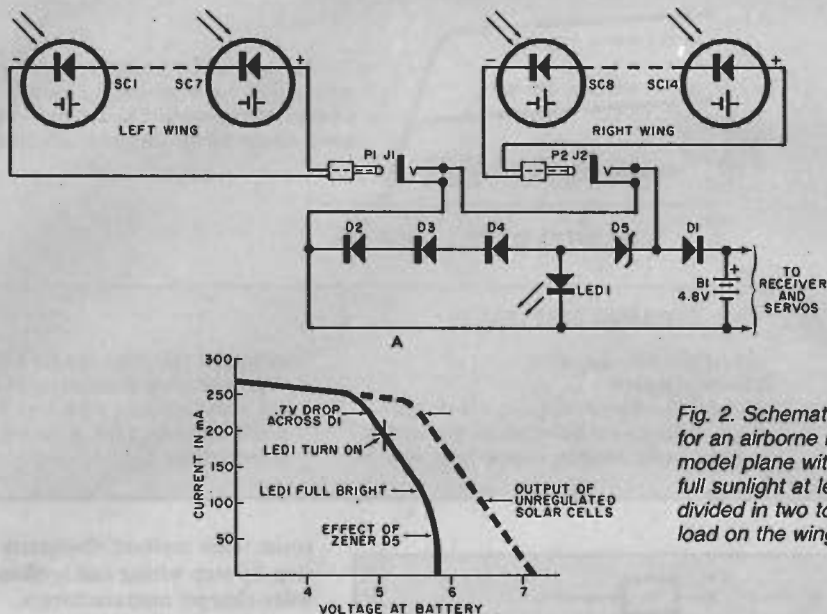 SC1
SC7
LEFT WING
SC8
SC14
RIGHT WING
- + - +
P1 J1
P2 J2
D2 D3 D4 D5 D1
LED1
B1
4.8V
+
TO
RECEIVER
AND
SERVOS
A
CURRENT IN mA
300
250
200
150
100
50
.7V DROP
ACROSS D1
LED1 TURN ON
LED1 FULL BRIGHT
EFFECT OF
ZENER D5
OUTPUT OF
UNREGULATED
SOLAR CELLS
4 5 6 7
VOLTAGE AT BATTERY
Fig. 2. Schemat
for an airborne
model plane wit
full sunlight at le
divided in two to
load on the wing